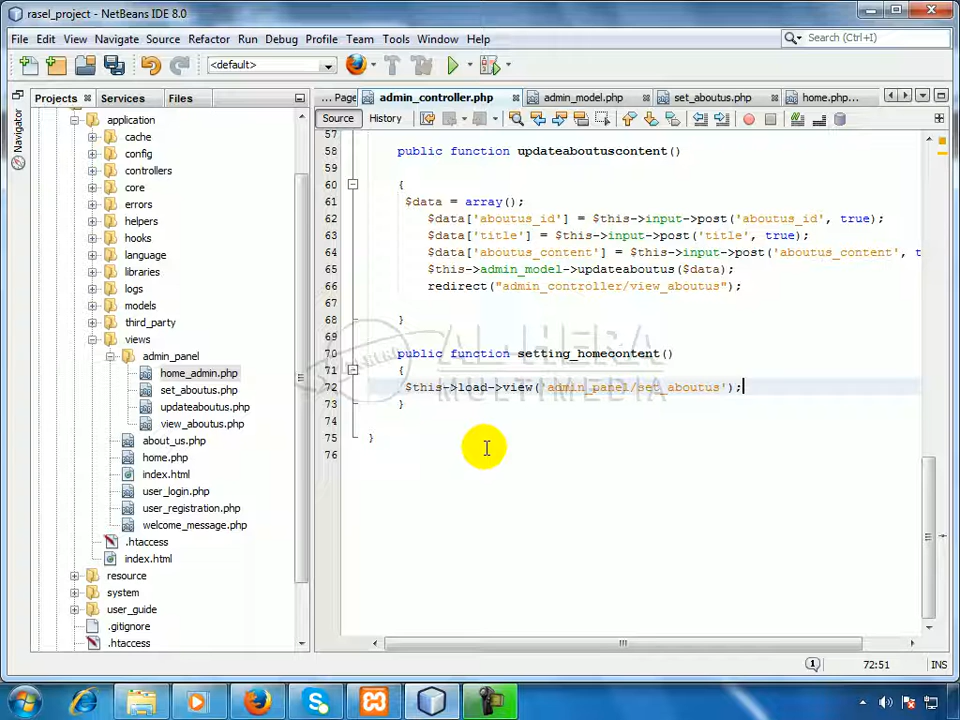 rasel_project - NetBeans IDE 8.0
File Edit View Navigate Source Refactor Run Debug Profile Team Tools Window Help
Search (Ctrl+I)
<default>
Projects Services Files
... Page admin_controller.php admin_model.php set_aboutus.php home.php...
Navigator
Source History
application
cache
config
controllers
core
errors
helpers
hooks
language
libraries
logs
models
third_party
views
admin_panel
home_admin.php
set_aboutus.php
updateaboutus.php
view_aboutus.php
about_us.php
home.php
index.html
user_login.php
user_registration.php
welcome_message.php
.htaccess
index.html
resource
system
user_guide
.gitignore
.htaccess
57
58 public function updateaboutuscontent()
59
60 {
61 $data = array();
62 $data['aboutus_id'] = $this->input->post('aboutus_id', true);
63 $data['title'] = $this->input->post('title', true);
64 $data['aboutus_content'] = $this->input->post('aboutus_content', t
65 $this->admin_model->updateaboutus($data);
66 redirect("admin_controller/view_aboutus");
67
68 }
69
70 public function setting_homecontent()
71 {
72 $this->load->view('admin_panel/set_aboutus');
73 }
74
75 }
76
AL HERA
MULTIMEDIA
1 72:51 INS